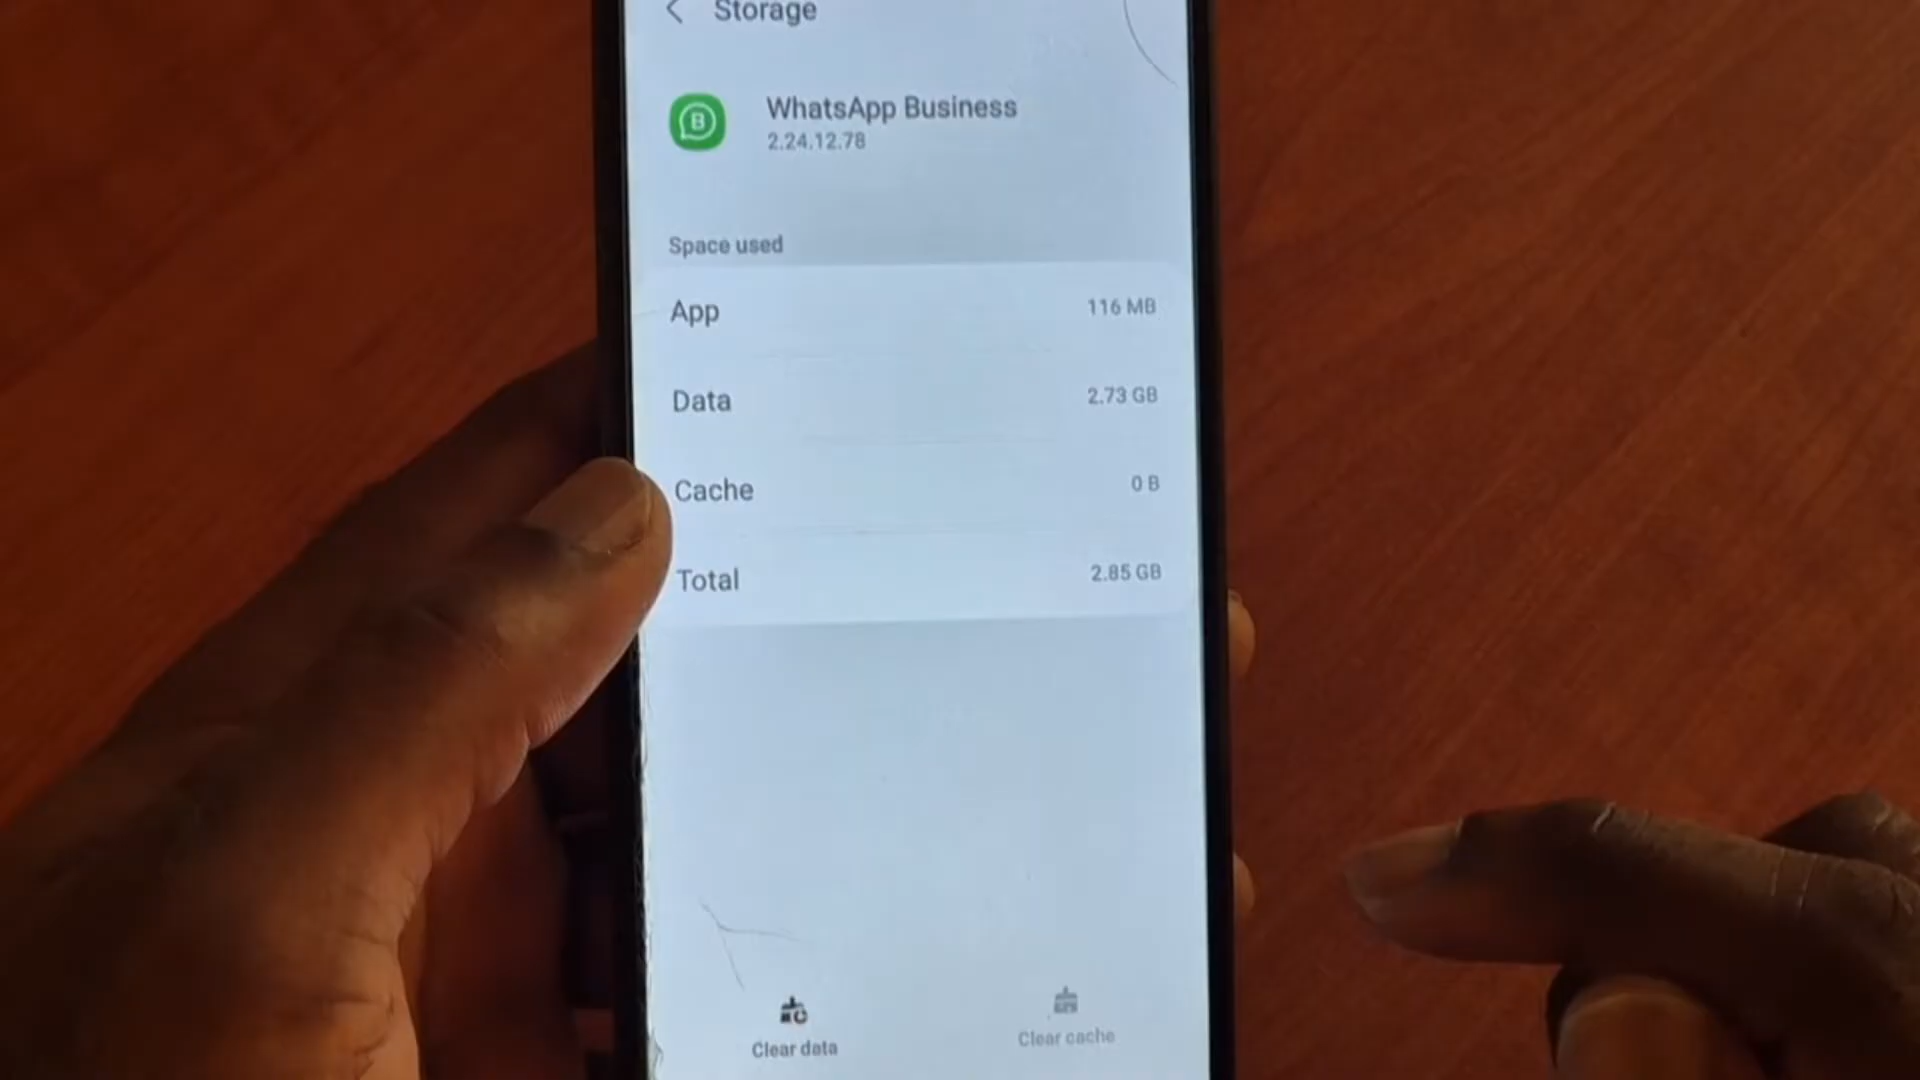 Storage
B
WhatsApp Business
2.24.12.78
Space used
App 116 MB
Data 2.73 GB
Cache 0 B
Total 2.85 GB
Clear data Clear cache